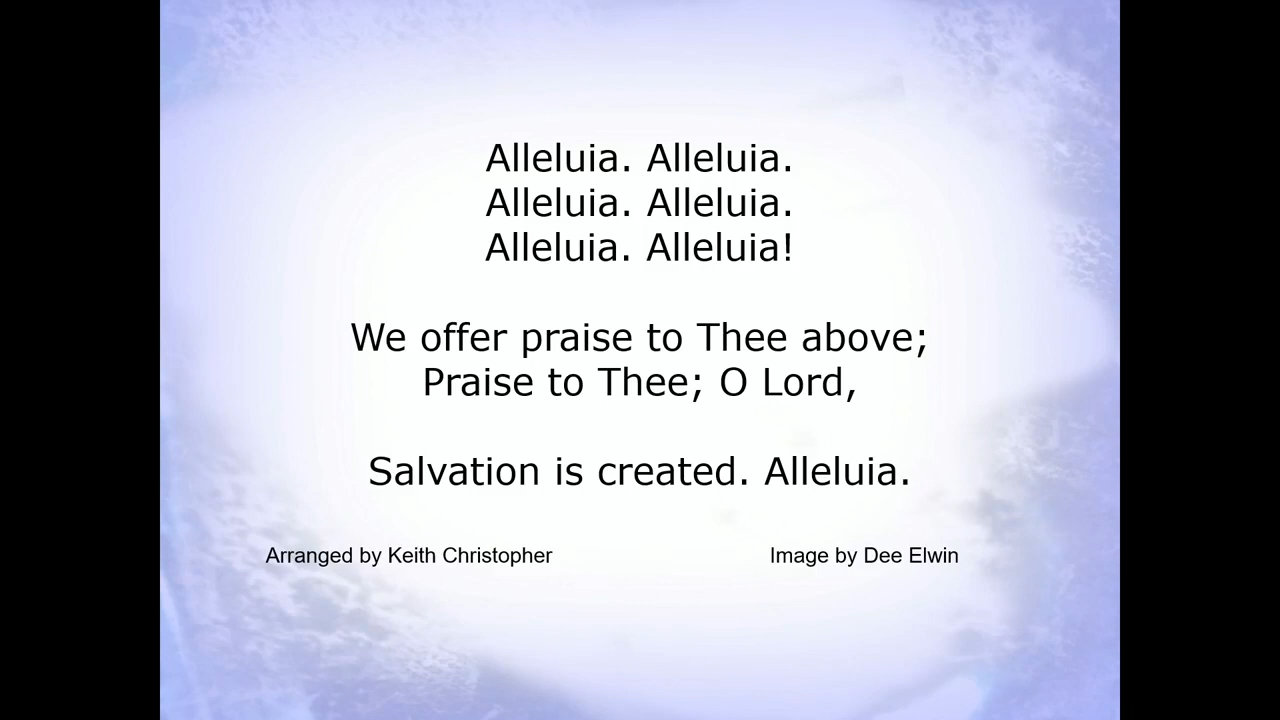 Alleluia. Alleluia.
Alleluia. Alleluia.
Alleluia. Alleluia!
We offer praise to Thee above;
Praise to Thee; O Lord,
Salvation is created. Alleluia.
Arranged by Keith Christopher
Image by Dee Elwin